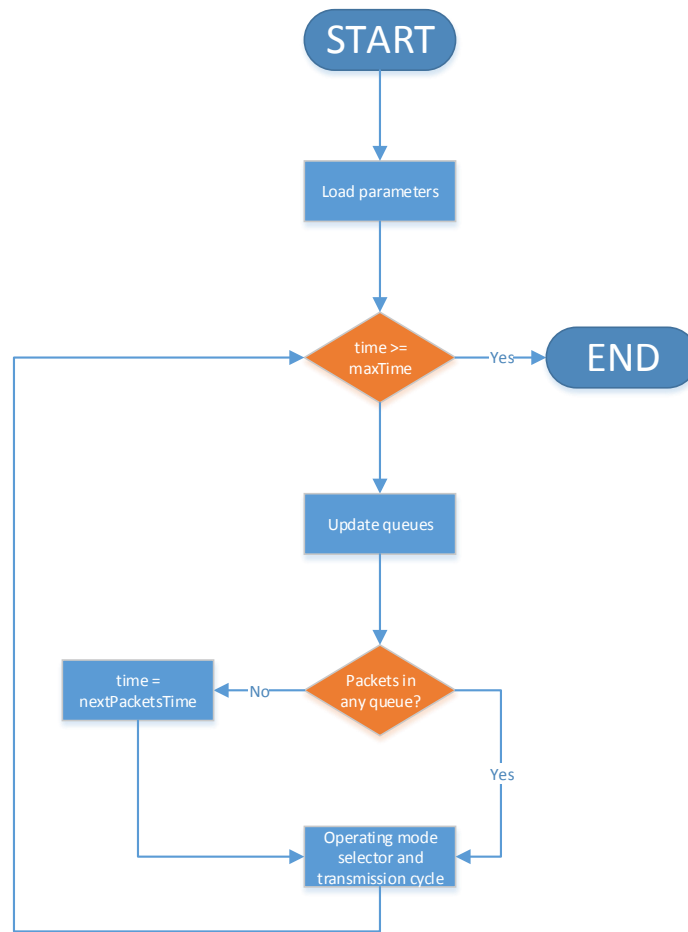 START
Load parameters
time >=
maxTime
Yes
END
Update queues
Packets in
any queue?
No
time =
nextPacketsTime
Yes
Operating mode
selector and
transmission cycle